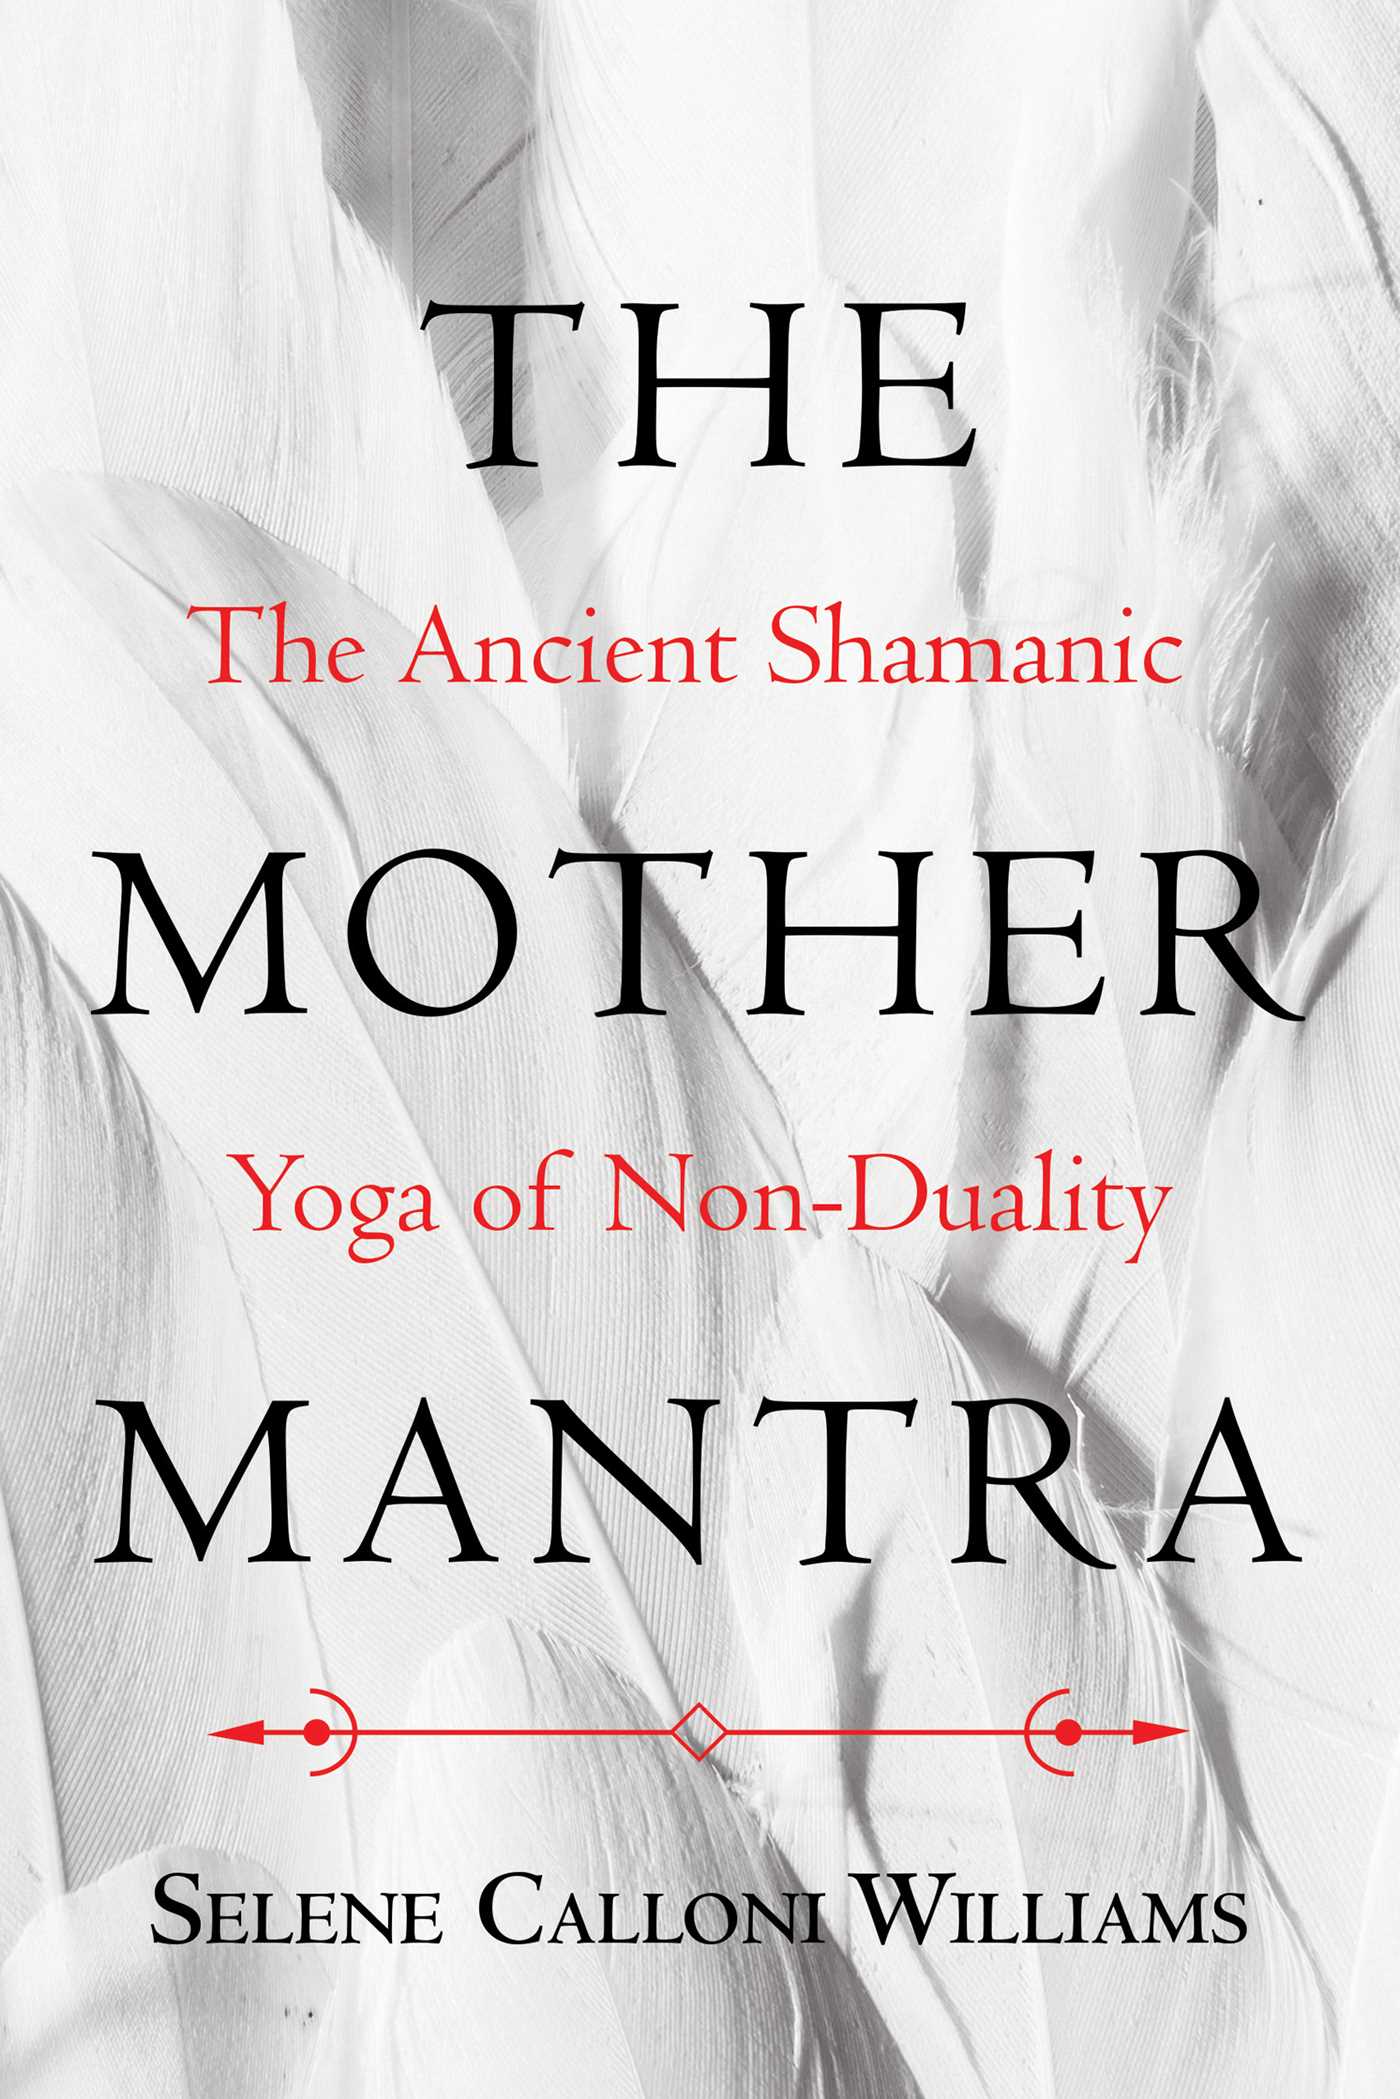 THE
The Ancient Shamanic
MOTHER
Yoga of Non-Duality
MANTRA
SELENE CALLONI WILLIAMS